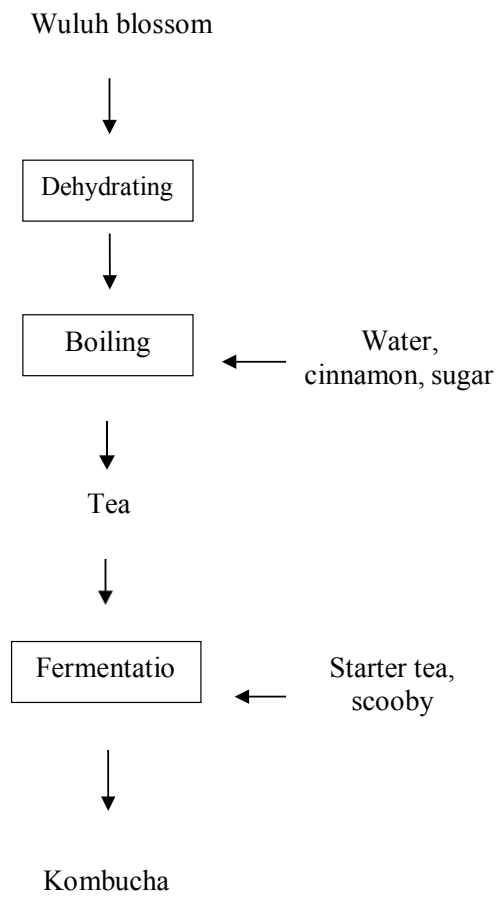 Wuluh blossom
Dehydrating
Boiling
Water,
cinnamon, sugar
Tea
Fermentatio
Starter tea,
scooby
Kombucha